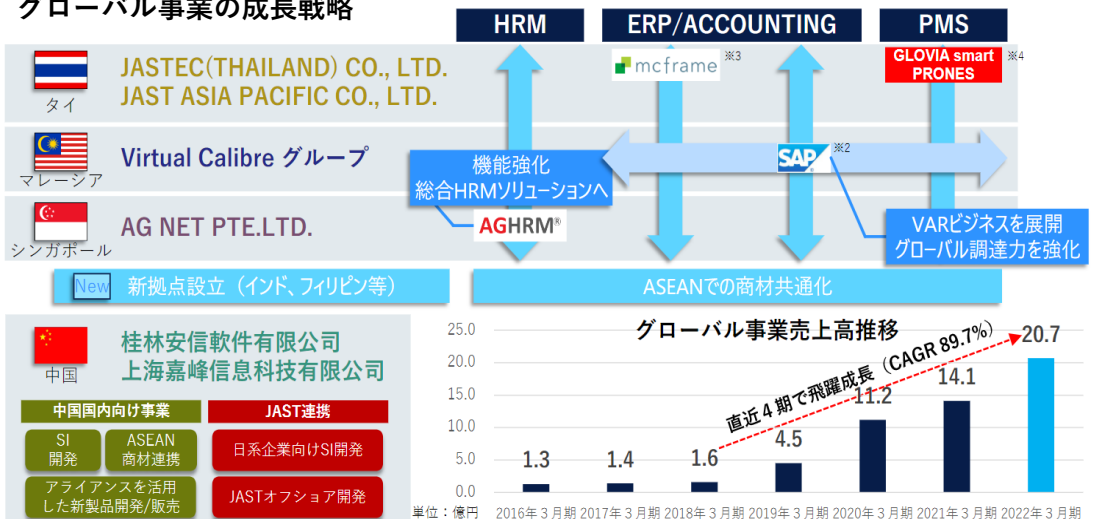 グローバル事業の成長戦略
HRM
ERP/ACCOUNTING
PMS
タイ
JASTEC(THAILAND) CO., LTD.
JAST ASIA PACIFIC CO., LTD.
mcframe ※3
GLOVIA smart
PRONES
※4
マレーシア
Virtual Calibre グループ
機能強化
総合HRMソリューションへ
SAP ※2
シンガポール
AG NET PTE.LTD.
AGHRM®
VARビジネスを展開
グローバル調達力を強化
New 新拠点設立（インド、フィリピン等）
ASEANでの商材共通化
中国
桂林安信軟件有限公司
上海嘉峰信息科技有限公司
中国国内向け事業
SI
開発
ASEAN
商材連携
アライアンスを活用
した新製品開発/販売
JAST連携
日系企業向けSI開発
JASTオフショア開発
グローバル事業売上高推移
直近４期で飛躍成長（CAGR 89.7%）
25.0
20.0
15.0
10.0
5.0
0.0
1.3
1.4
1.6
4.5
11.2
14.1
20.7
単位：億円
2016年３月期 2017年３月期 2018年３月期 2019年３月期 2020年３月期 2021年３月期 2022年３月期